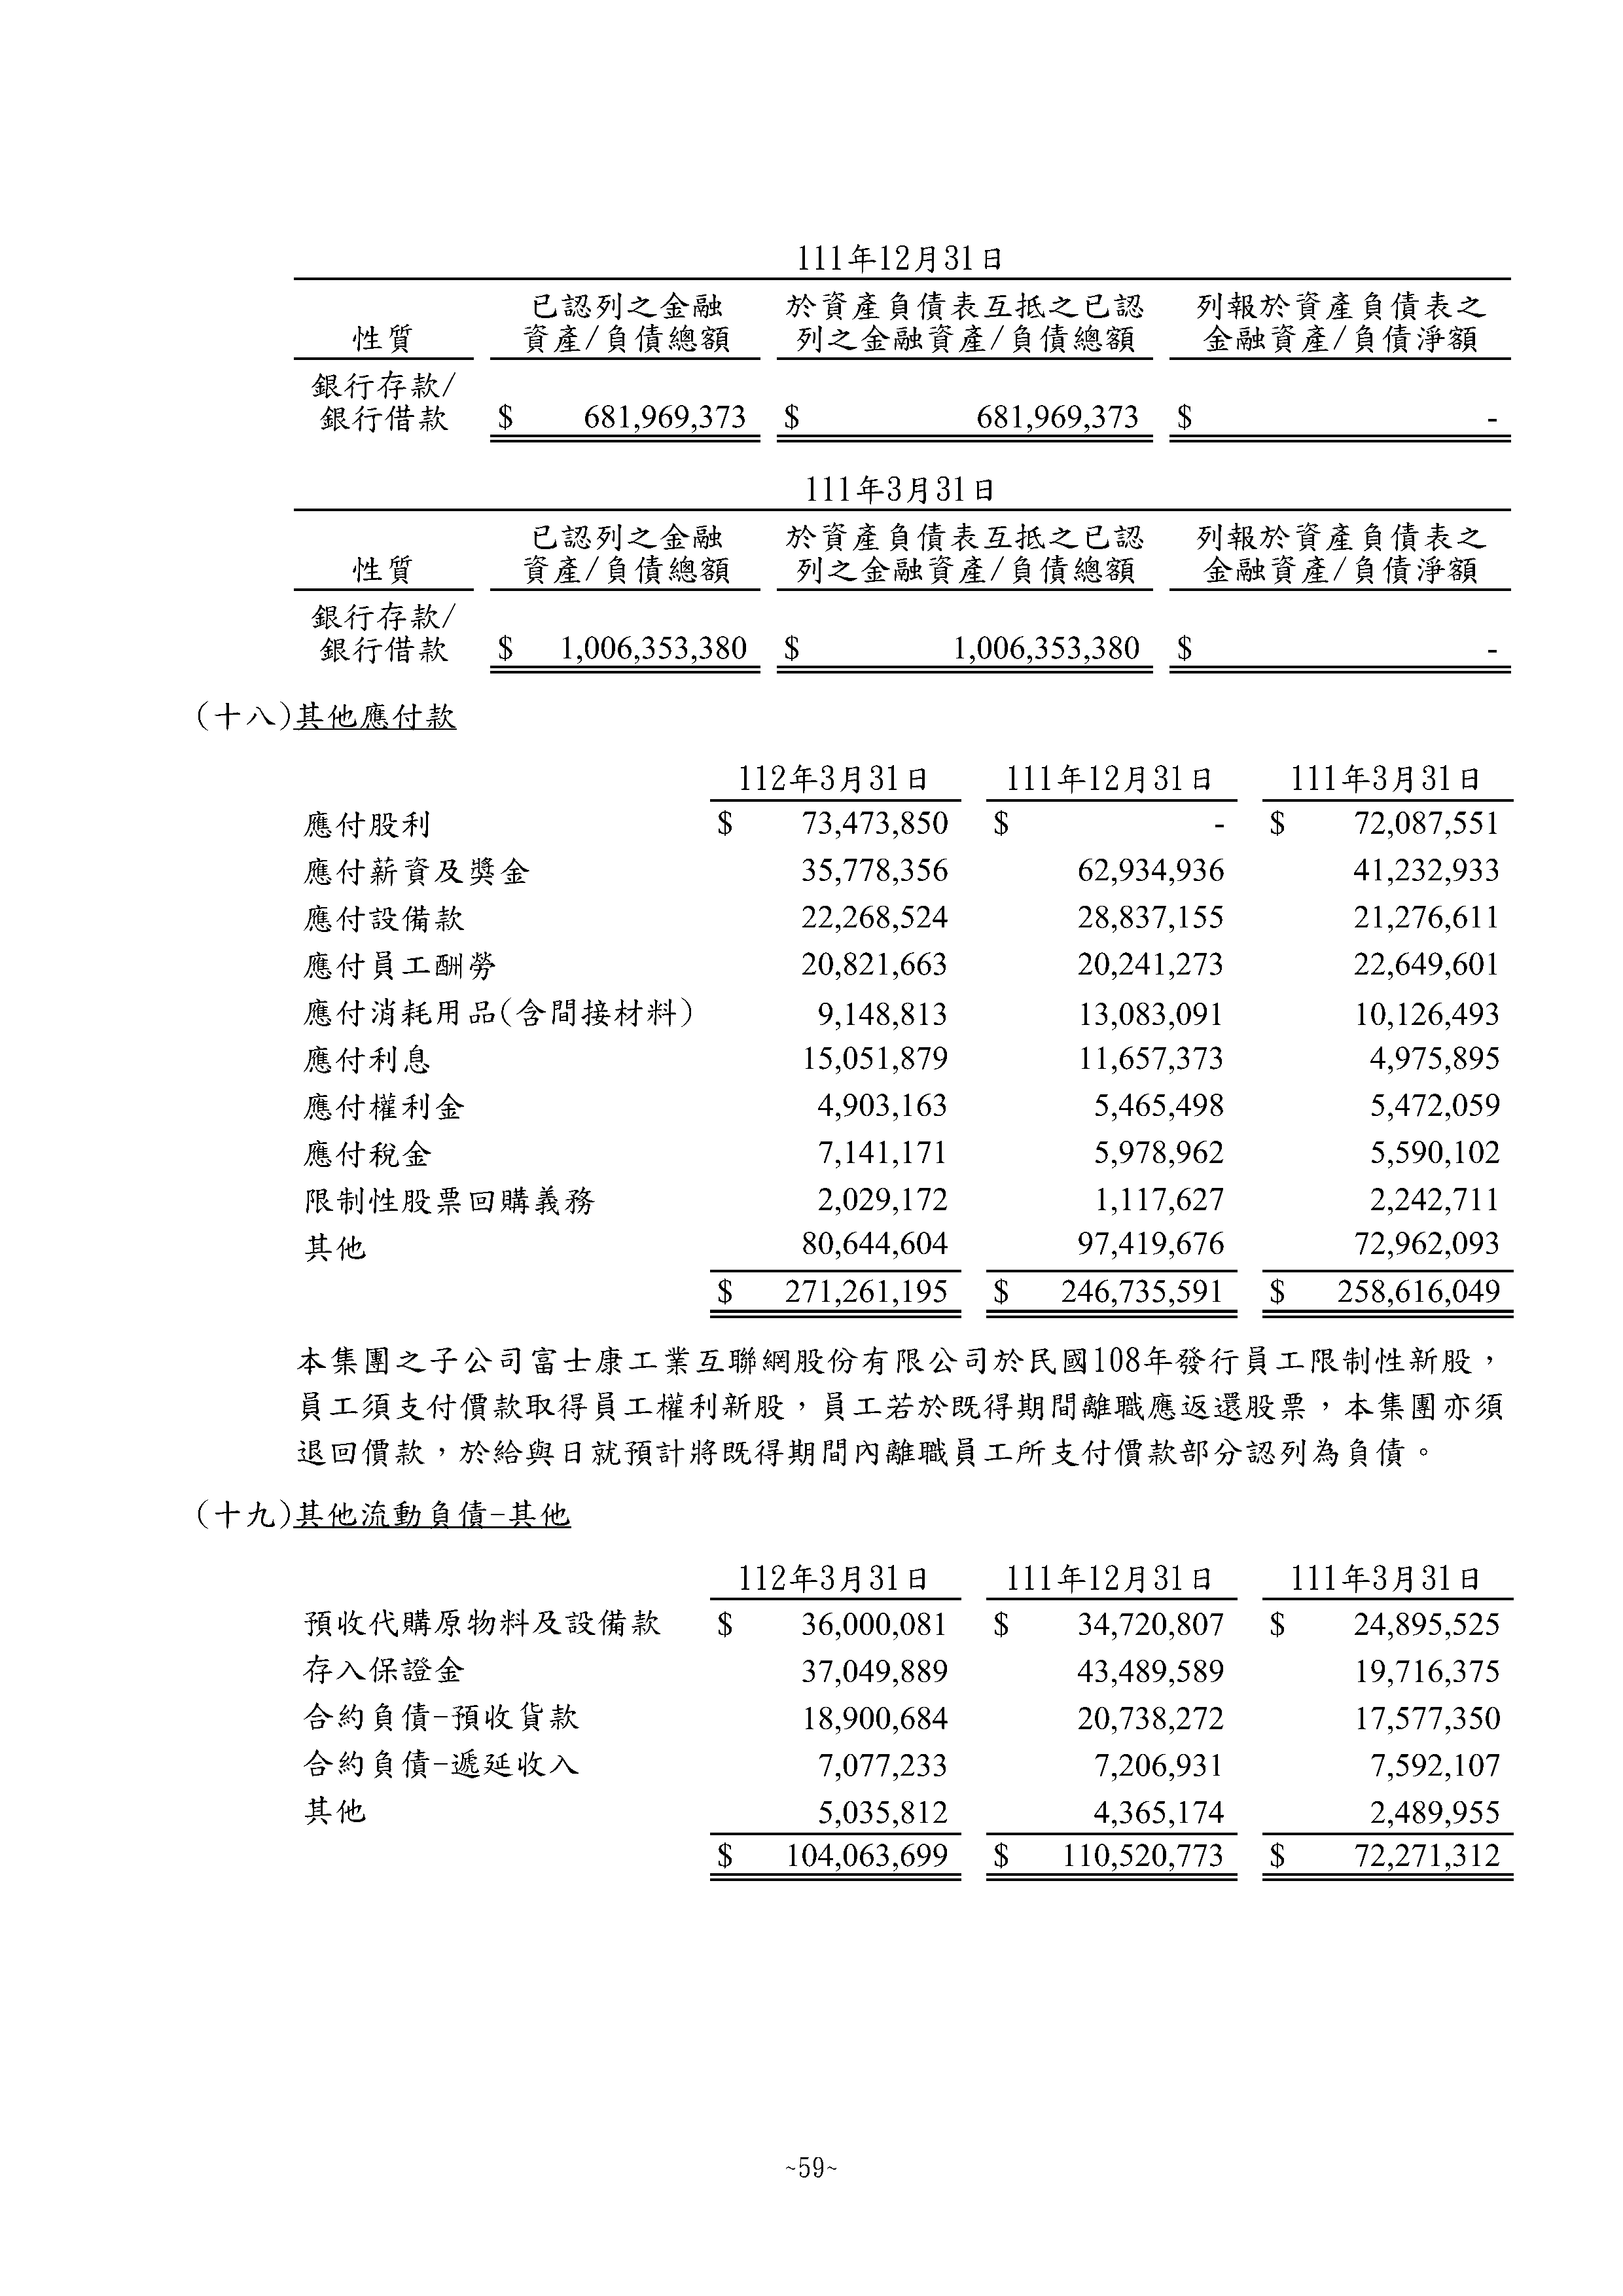 111年12月31日
已認列之金融 於資產負債表互抵之已認 列報於資產負債表之
性質 資產/負債總額 列之金融資產/負債總額 金融資產/負債淨額
銀行存款/
銀行借款 $ 681,969,373 $ 681,969,373 $ -
111年3月31日
已認列之金融 於資產負債表互抵之已認 列報於資產負債表之
性質 資產/負債總額 列之金融資產/負債總額 金融資產/負債淨額
銀行存款/
銀行借款 $ 1,006,353,380 $ 1,006,353,380 $ -
(十八)其他應付款
112年3月31日 111年12月31日 111年3月31日
應付股利 $ 73,473,850 $ - $ 72,087,551
應付薪資及獎金 35,778,356 62,934,936 41,232,933
應付設備款 22,268,524 28,837,155 21,276,611
應付員工酬勞 20,821,663 20,241,273 22,649,601
應付消耗用品(含間接材料) 9,148,813 13,083,091 10,126,493
應付利息 15,051,879 11,657,373 4,975,895
應付權利金 4,903,163 5,465,498 5,472,059
應付稅金 7,141,171 5,978,962 5,590,102
限制性股票回購義務 2,029,172 1,117,627 2,242,711
其他 80,644,604 97,419,676 72,962,093
$ 271,261,195 $ 246,735,591 $ 258,616,049
本集團之子公司富士康工業互聯網股份有限公司於民國108年發行員工限制性新股，
員工須支付價款取得員工權利新股，員工若於既得期間離職應返還股票，本集團亦須
退回價款，於給與日就預計將既得期間內離職員工所支付價款部分認列為負債。
(十九)其他流動負債-其他
112年3月31日 111年12月31日 111年3月31日
預收代購原物料及設備款 $ 36,000,081 $ 34,720,807 $ 24,895,525
存入保證金 37,049,889 43,489,589 19,716,375
合約負債-預收貨款 18,900,684 20,738,272 17,577,350
合約負債-遞延收入 7,077,233 7,206,931 7,592,107
其他 5,035,812 4,365,174 2,489,955
$ 104,063,699 $ 110,520,773 $ 72,271,312
~59~